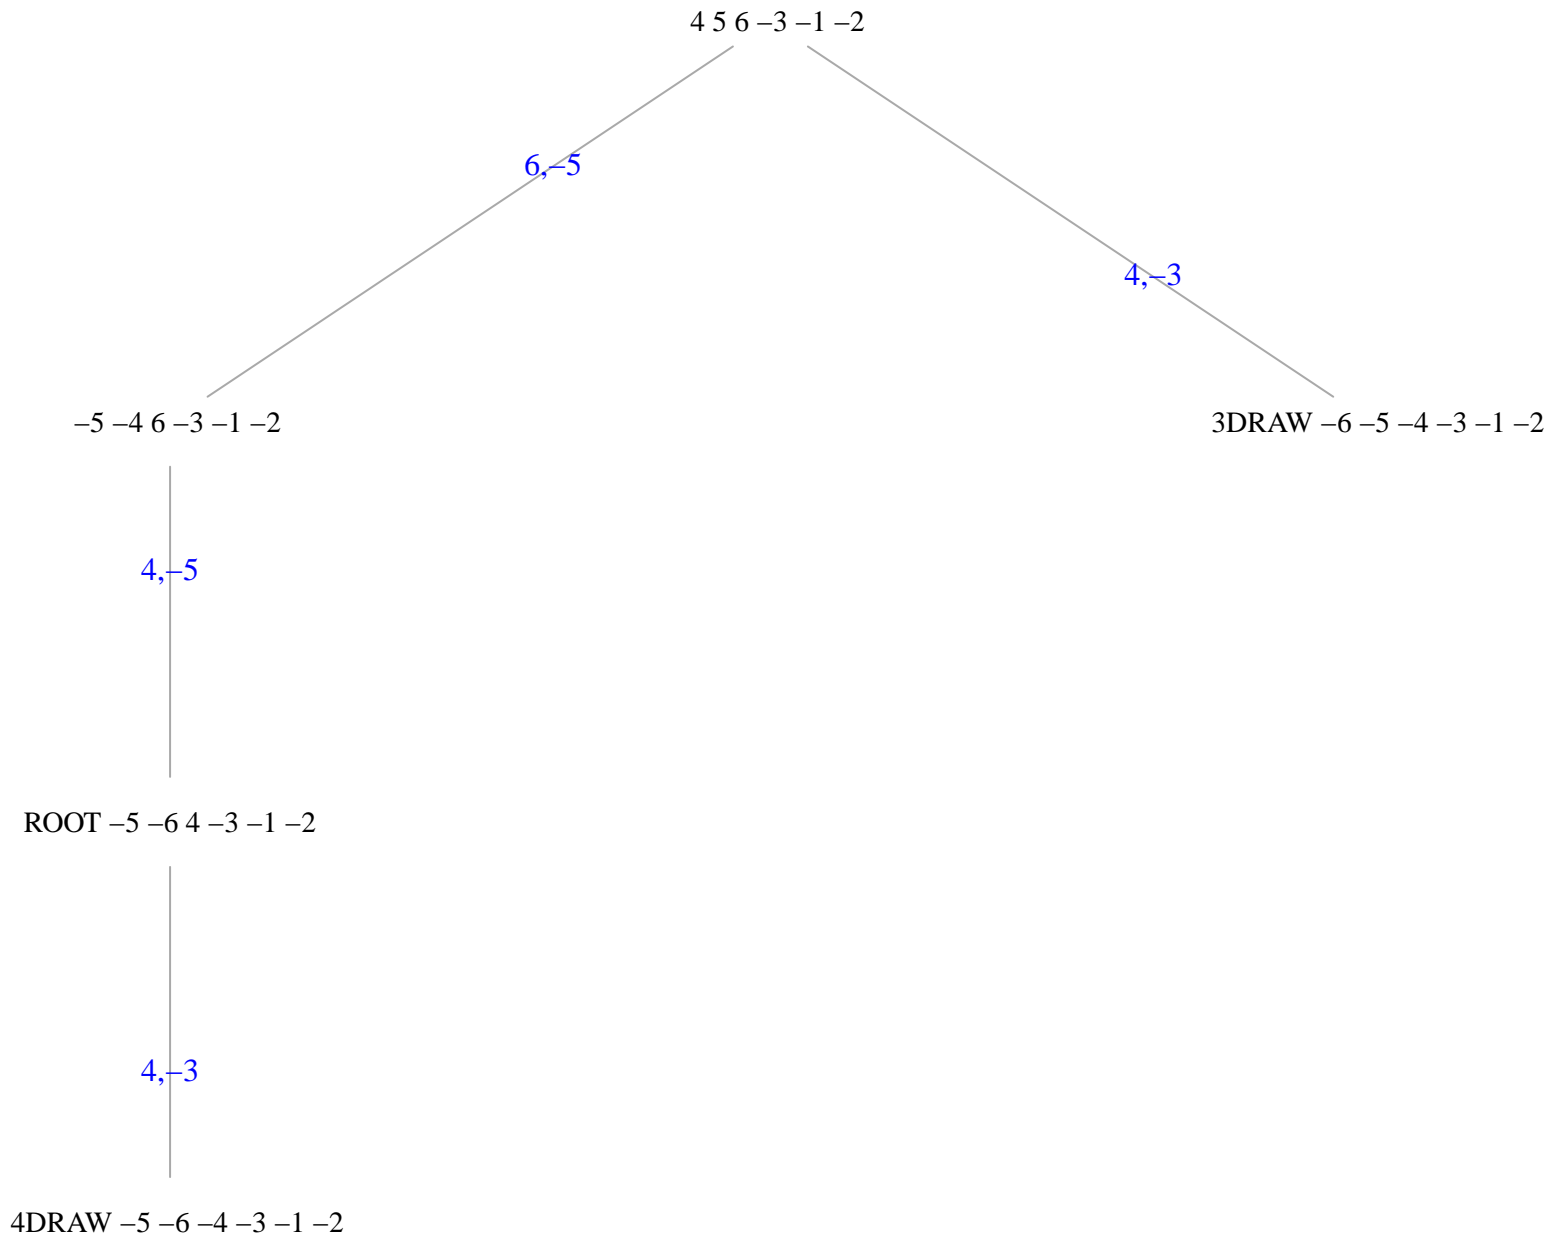 4 5 6 –3 –1 –2
6,–5
4,–3
–5 –4 6 –3 –1 –2
3DRAW –6 –5 –4 –3 –1 –2
4,–5
ROOT –5 –6 4 –3 –1 –2
4,–3
4DRAW –5 –6 –4 –3 –1 –2